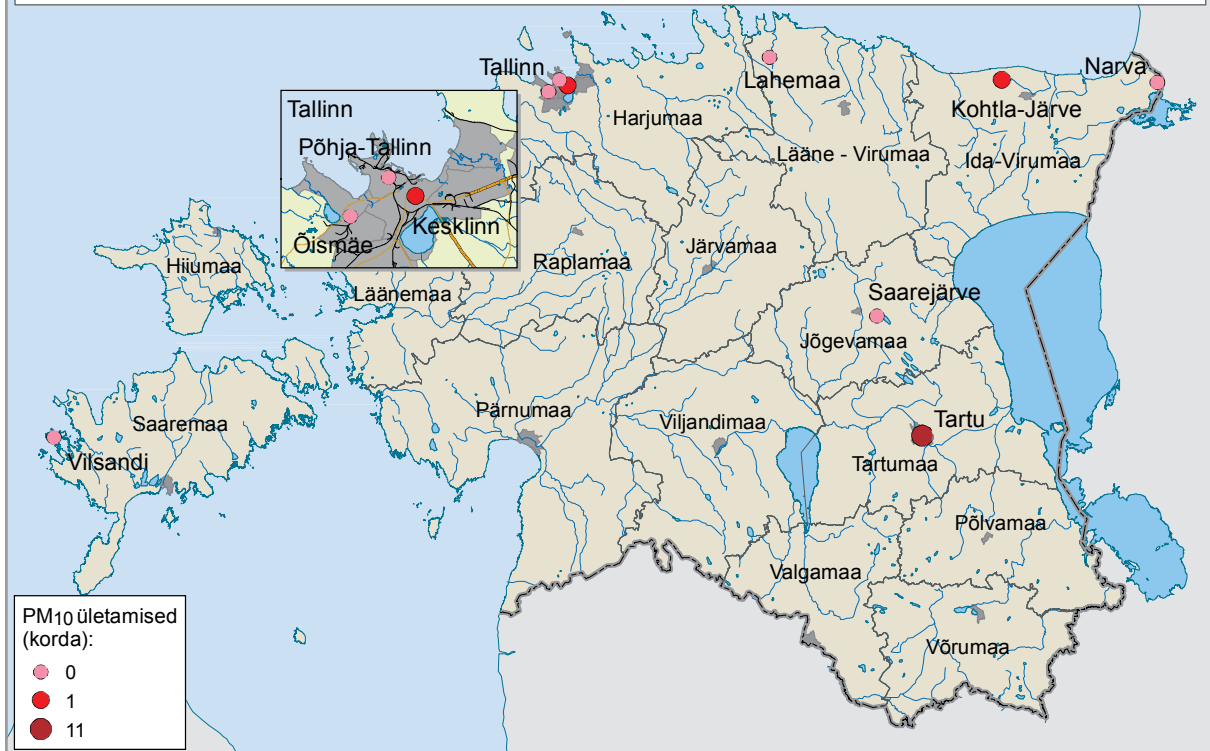 Tallinn
Lahemaa
Narva
Kohtla-Järve
Harjumaa
Tallinn
Põhja-Tallinn
Lääne - Virumaa
Ida-Virumaa
Kesklinn
Õismäe
Järvamaa
Raplamaa
Hiiumaa
Läänemaa
Saarejärve
Jõgevamaa
Pärnumaa
Saaremaa
Viljandimaa
Tartu
Vilsandi
Tartumaa
Põlvamaa
Valgamaa
Võrumaa
PM10 ületamised
(korda):
0
1
11